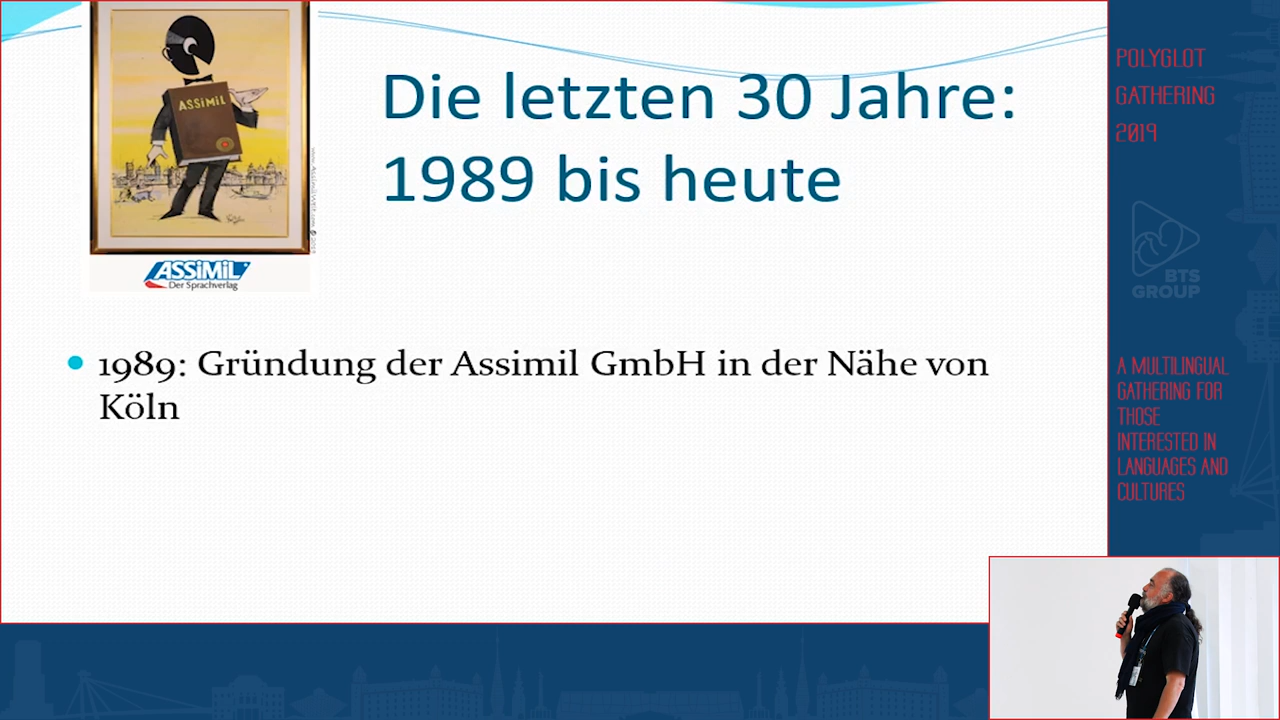 ASSiMiL
ASSiMiL
Der Sprachverlag
Die letzten 30 Jahre:
1989 bis heute
• 1989: Gründung der Assimil GmbH in der Nähe von
Köln
POLYGLOT
GATHERING
2019
BTS
GROUP
A MULTILINGUAL
GATHERING FOR
THOSE
INTERESTED IN
LANGUAGES AND
CULTURES